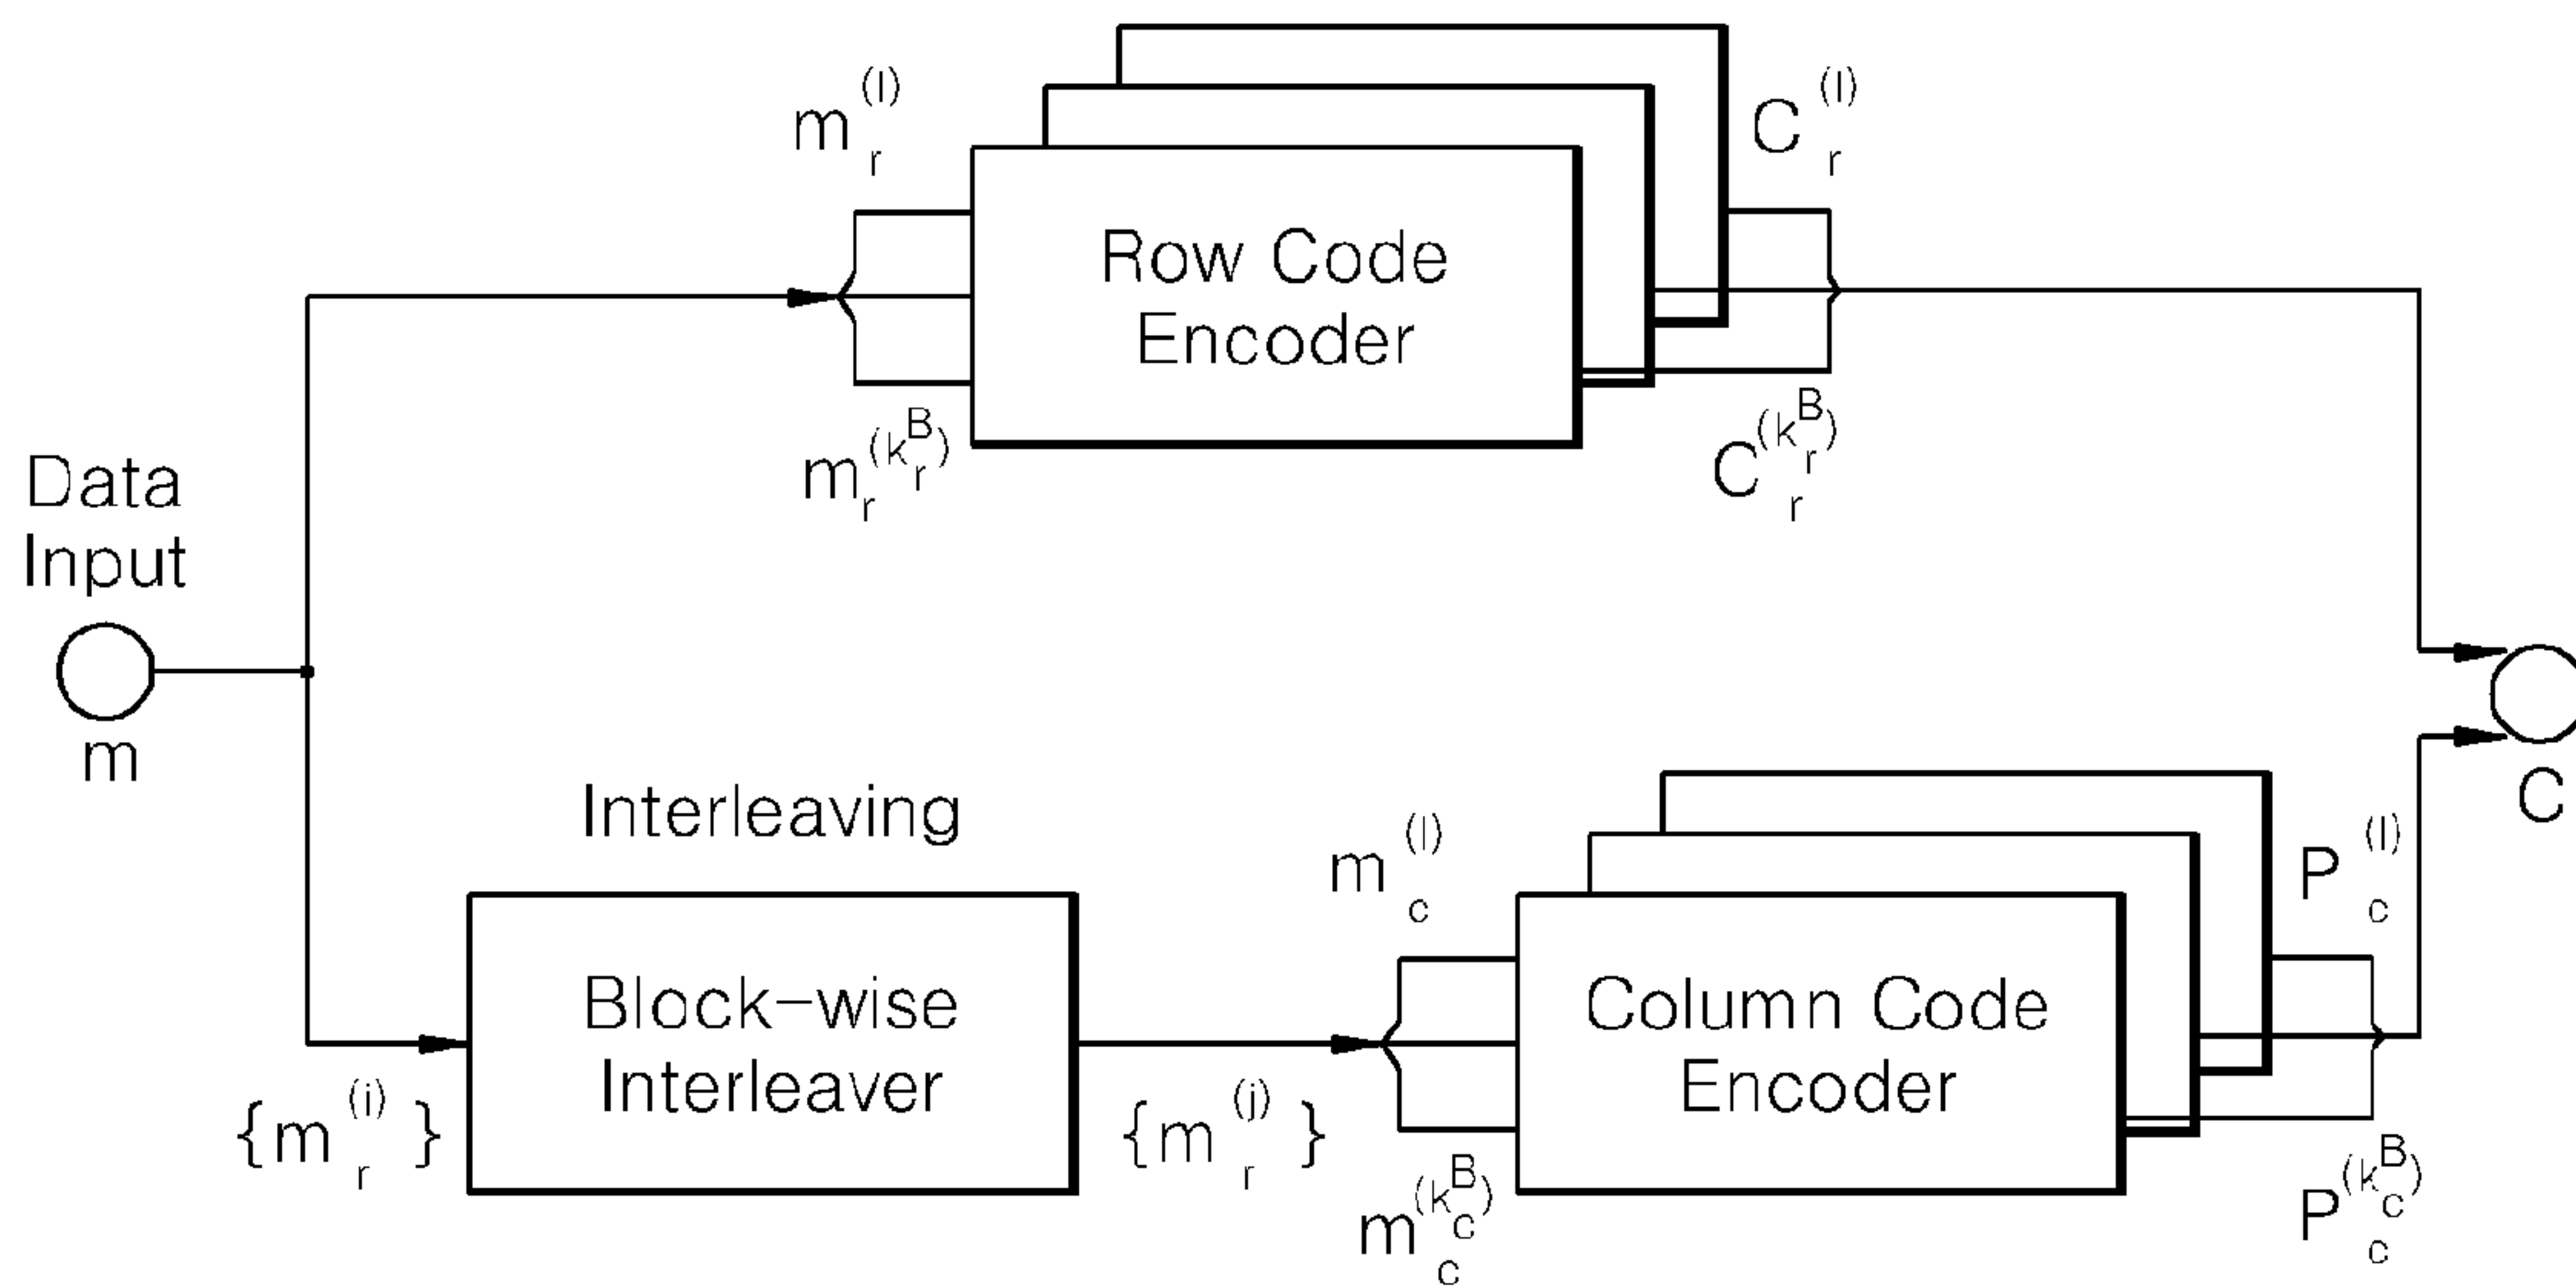 m_r^(l)
C_r^(l)
Row Code
Encoder
m_r^(k_r^B)
C_r^(k_r^B)
Data
Input
m
Interleaving
C
m_c^(l)
P_c^(l)
Block-wise
Interleaver
Column Code
Encoder
{m_r^(i)}
{m_r^(j)}
m_c^(k_c^B)
P_c^(k_c^B)